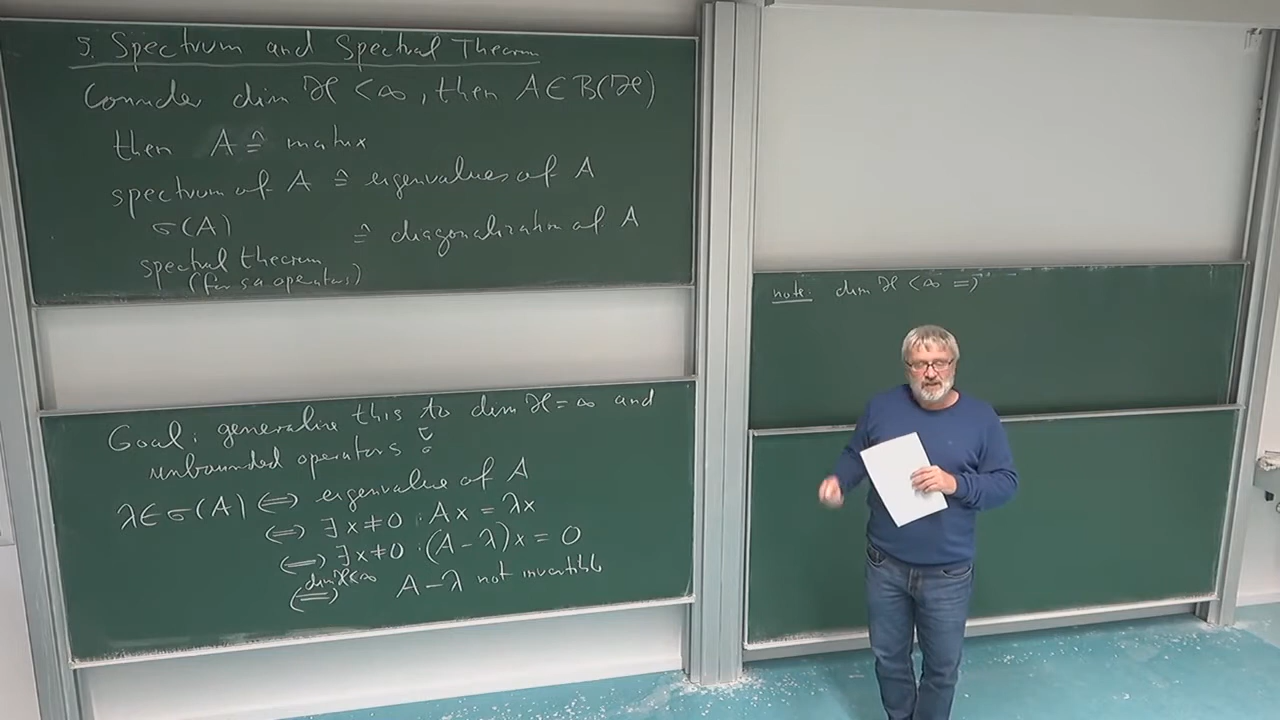 5. Spectrum and Spectral Theorem
Consider dim ℋ < ∞, then A ∈ B(ℋ)
then A ≙ matrix
spectrum of A ≙ eigenvalues of A
σ(A)
≙ diagonalization of A
spectral theorem
(for sa operators)
Goal: generalize this to dim ℋ = ∞ and
unbounded operators !
λ ∈ σ(A) ⟺ eigenvalue of A
⟺ ∃ x ≠ 0 : Ax = λx
⟺ ∃ x ≠ 0 : (A - λ)x = 0
dim ℋ < ∞
⟺ A - λ not invertible
note: dim ℋ < ∞ ⇒